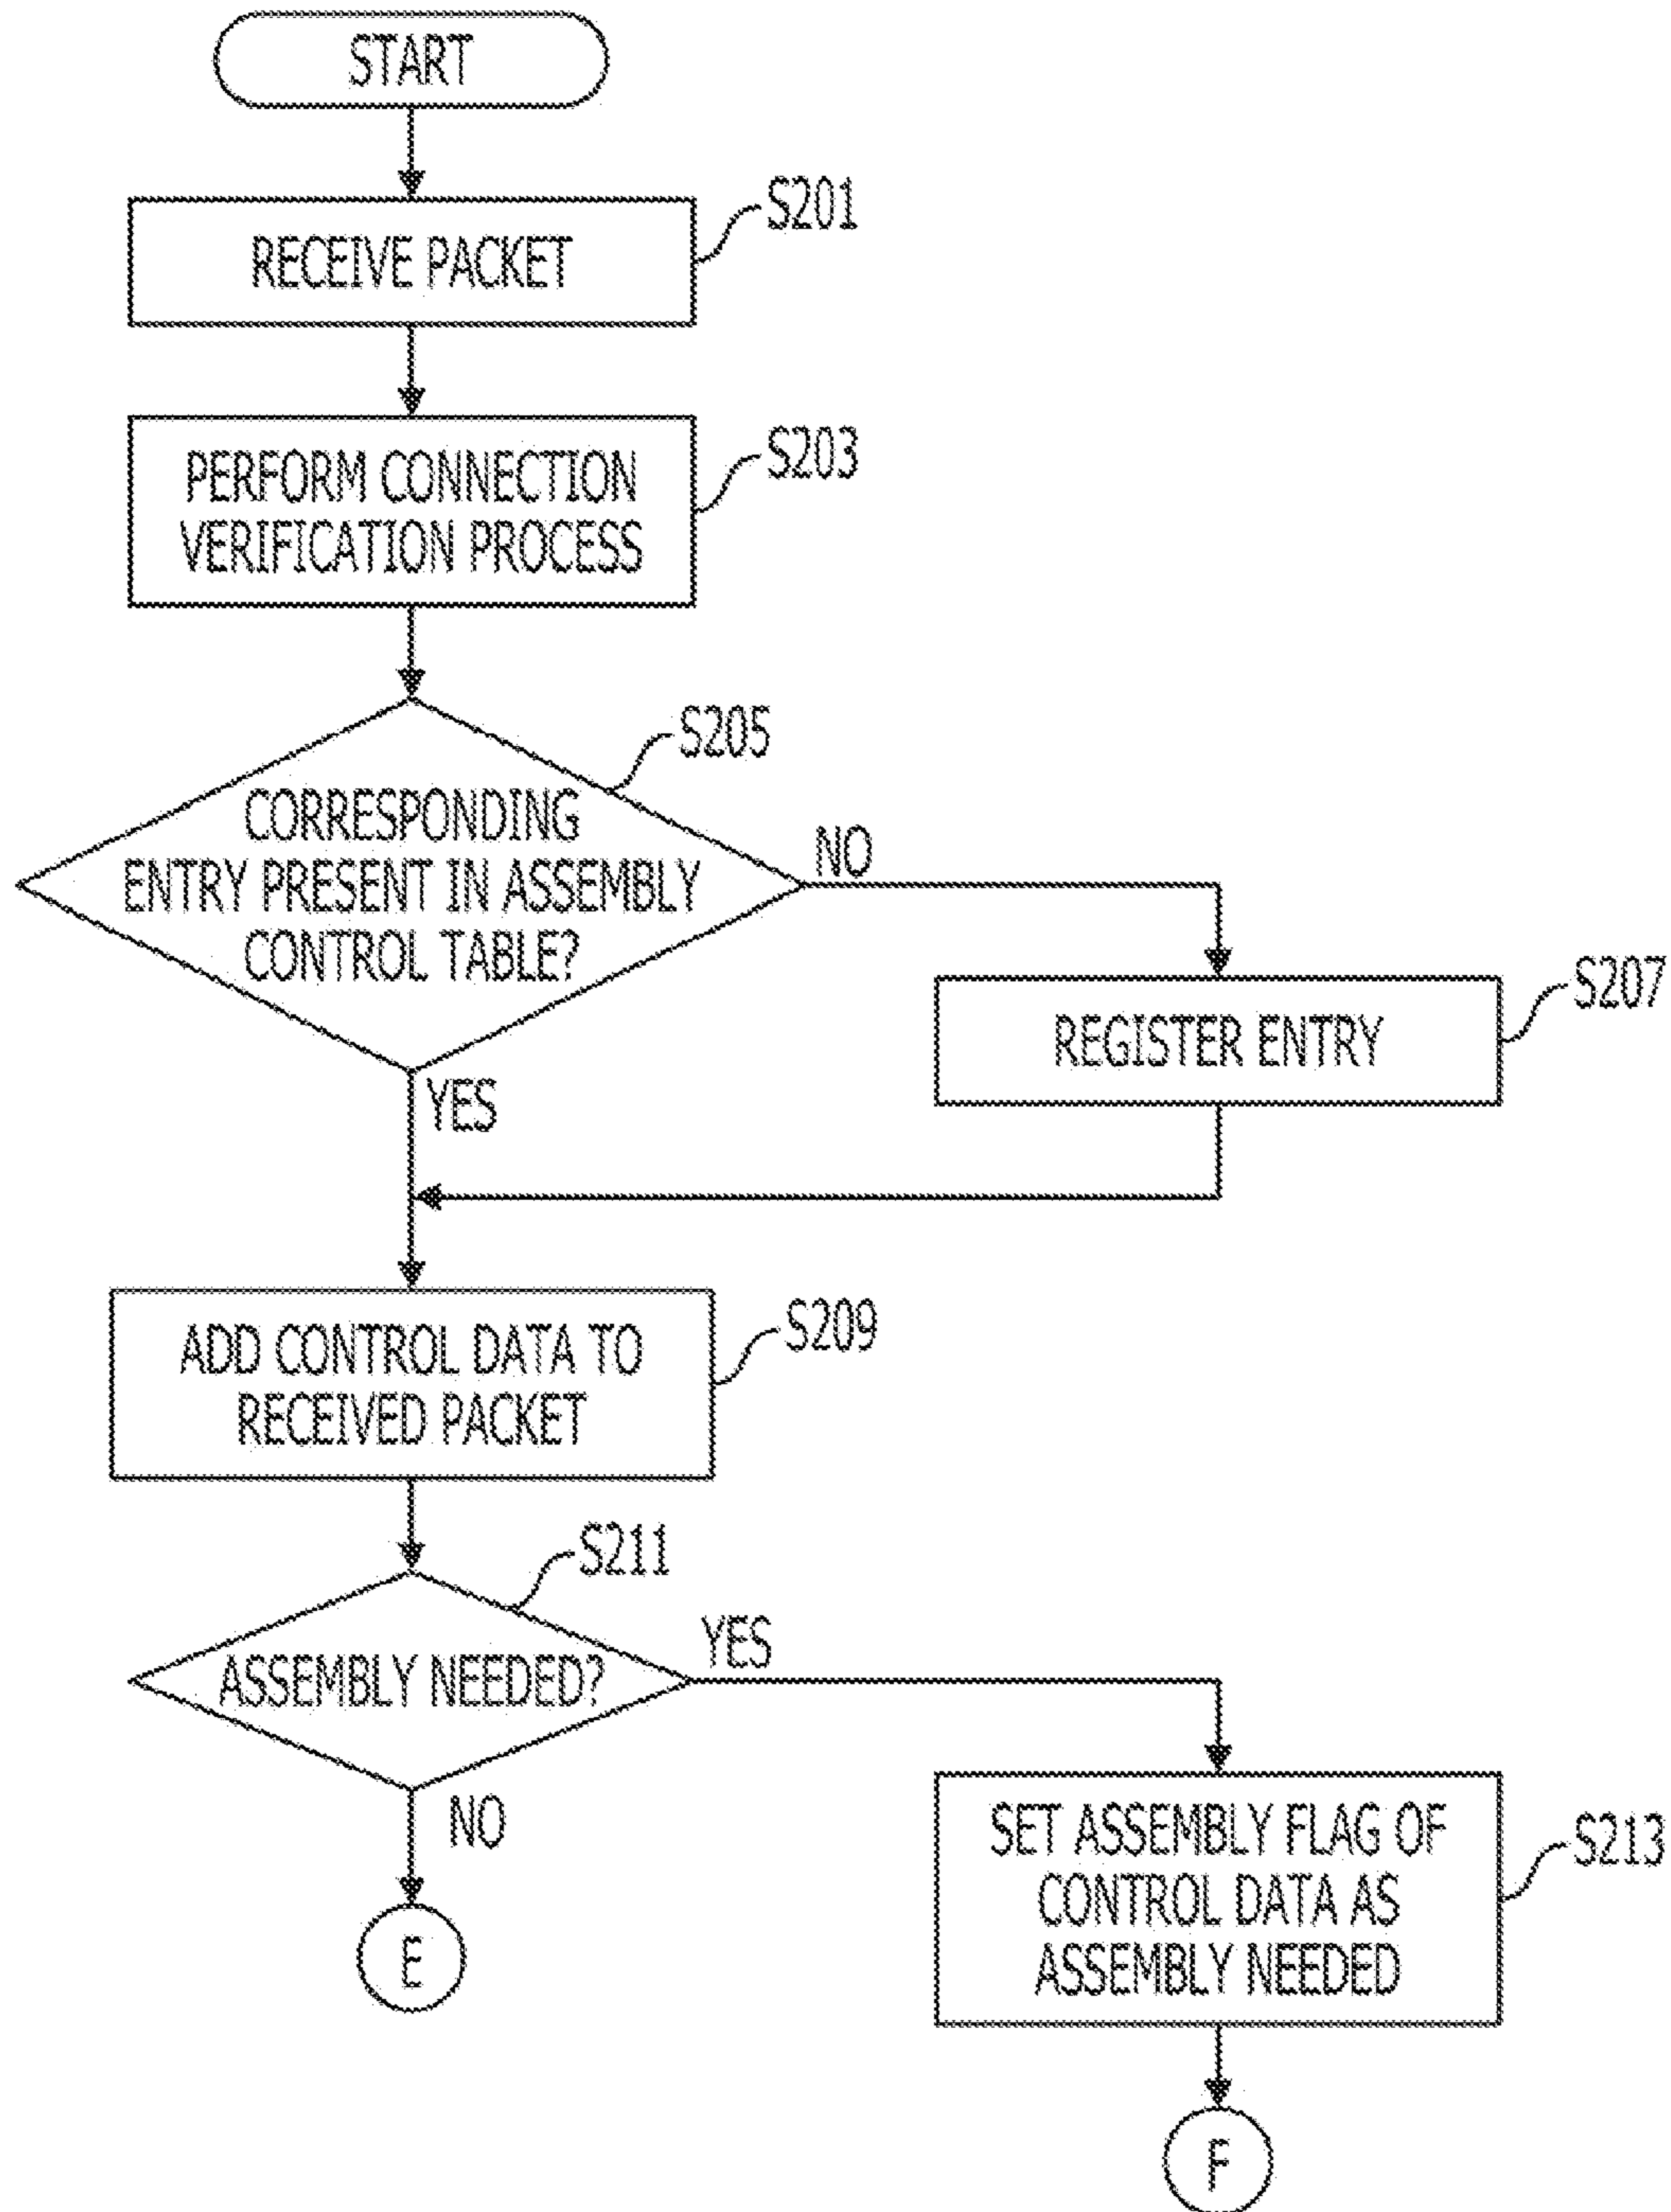 START
S201
RECEIVE PACKET
S203
PERFORM CONNECTION
VERIFICATION PROCESS
S205
CORRESPONDING
ENTRY PRESENT IN ASSEMBLY
CONTROL TABLE?
NO
S207
REGISTER ENTRY
YES
S209
ADD CONTROL DATA TO
RECEIVED PACKET
S211
ASSEMBLY NEEDED?
YES
NO
S213
SET ASSEMBLY FLAG OF
CONTROL DATA AS
ASSEMBLY NEEDED
E
F